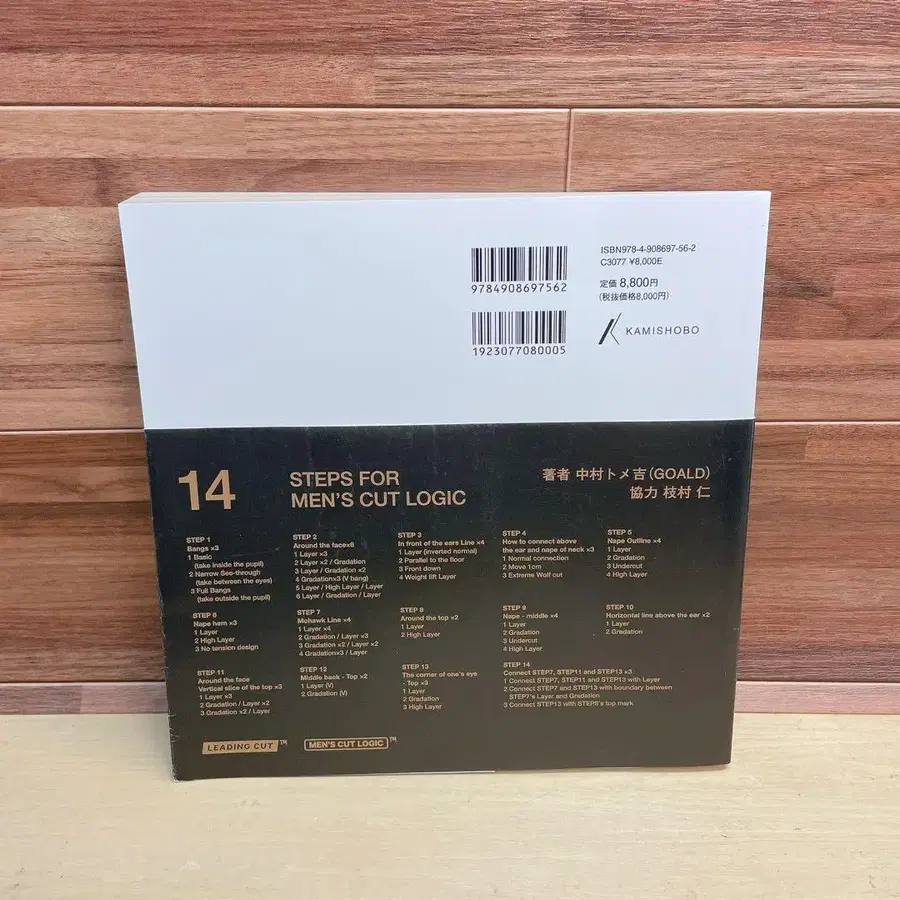 ISBN978-4-908697-56-2
C3077 ¥8,000E
9784908697562
定価 8,800円
(税抜価格8,000円)
1923077080005
KAMISHOBO
14
STEPS FOR
MEN'S CUT LOGIC
著者 中村トメ吉(GOALD)
協力 枝村 仁
STEP 1
Bangs ×3
1 Basic
(take inside the pupil)
2 Narrow See-through
(take between the eyes)
3 Full Bangs
(take outside the pupil)
STEP 2
Around the face×6
1 Layer ×3
2 Layer ×2 / Gradation
3 Layer / Gradation ×2
4 Gradation×3 (V bang)
5 Layer / High Layer / Layer
6 Layer / Gradation / Layer
STEP 3
In front of the ears Line ×4
1 Layer (inverted normal)
2 Parallel to the floor
3 Front down
4 Weight lift Layer
STEP 4
How to connect above
the ear and nape of neck ×3
1 Normal connection
2 Move 1cm
3 Extreme Wolf cut
STEP 5
Nape Outline ×4
1 Layer
2 Gradation
3 Undercut
4 High Layer
STEP 6
Nape hem ×3
1 Layer
2 High Layer
3 No tension design
STEP 7
Mohawk Line ×4
1 Layer ×4
2 Gradation / Layer ×3
3 Gradation ×2 / Layer ×2
4 Gradation×3 / Layer
STEP 8
Around the top ×2
1 Layer
2 High Layer
STEP 9
Nape - middle ×4
1 Layer
2 Gradation
3 Undercut
4 High Layer
STEP 10
Horizontal line above the ear ×2
1 Layer
2 Gradation
STEP 11
Around the face
Vertical slice of the top ×3
1 Layer ×3
2 Gradation / Layer ×2
3 Gradation ×2 / Layer
STEP 12
Middle back - Top ×2
1 Layer (V)
2 Gradation (V)
STEP 13
The corner of one's eye
- Top ×3
1 Layer
2 Gradation
3 High Layer
STEP 14
Connect STEP7, STEP11 and STEP13 ×3
1 Connect STEP7, STEP11 and STEP13 with Layer
2 Connect STEP7 and STEP13 with boundary between
STEP7's Layer and Gradation
3 Connect STEP13 with STEP8's top mark
LEADING CUT™
MEN'S CUT LOGIC™